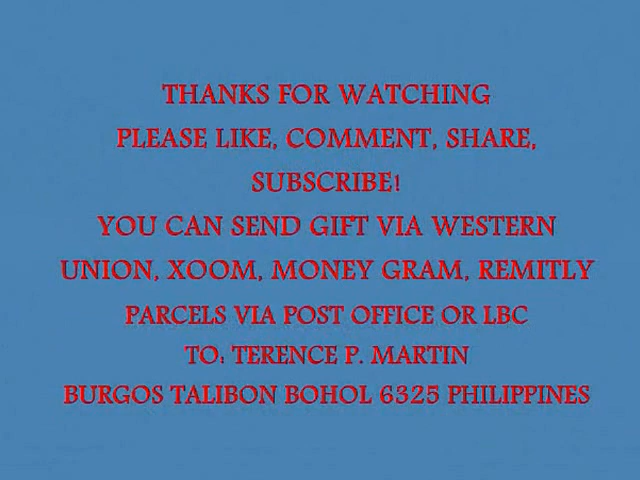 THANKS FOR WATCHING
PLEASE LIKE, COMMENT, SHARE,
SUBSCRIBE!
YOU CAN SEND GIFT VIA WESTERN
UNION, XOOM, MONEY GRAM, REMITLY
PARCELS VIA POST OFFICE OR LBC
TO: TERENCE P. MARTIN
BURGOS TALIBON BOHOL 6325 PHILIPPINES